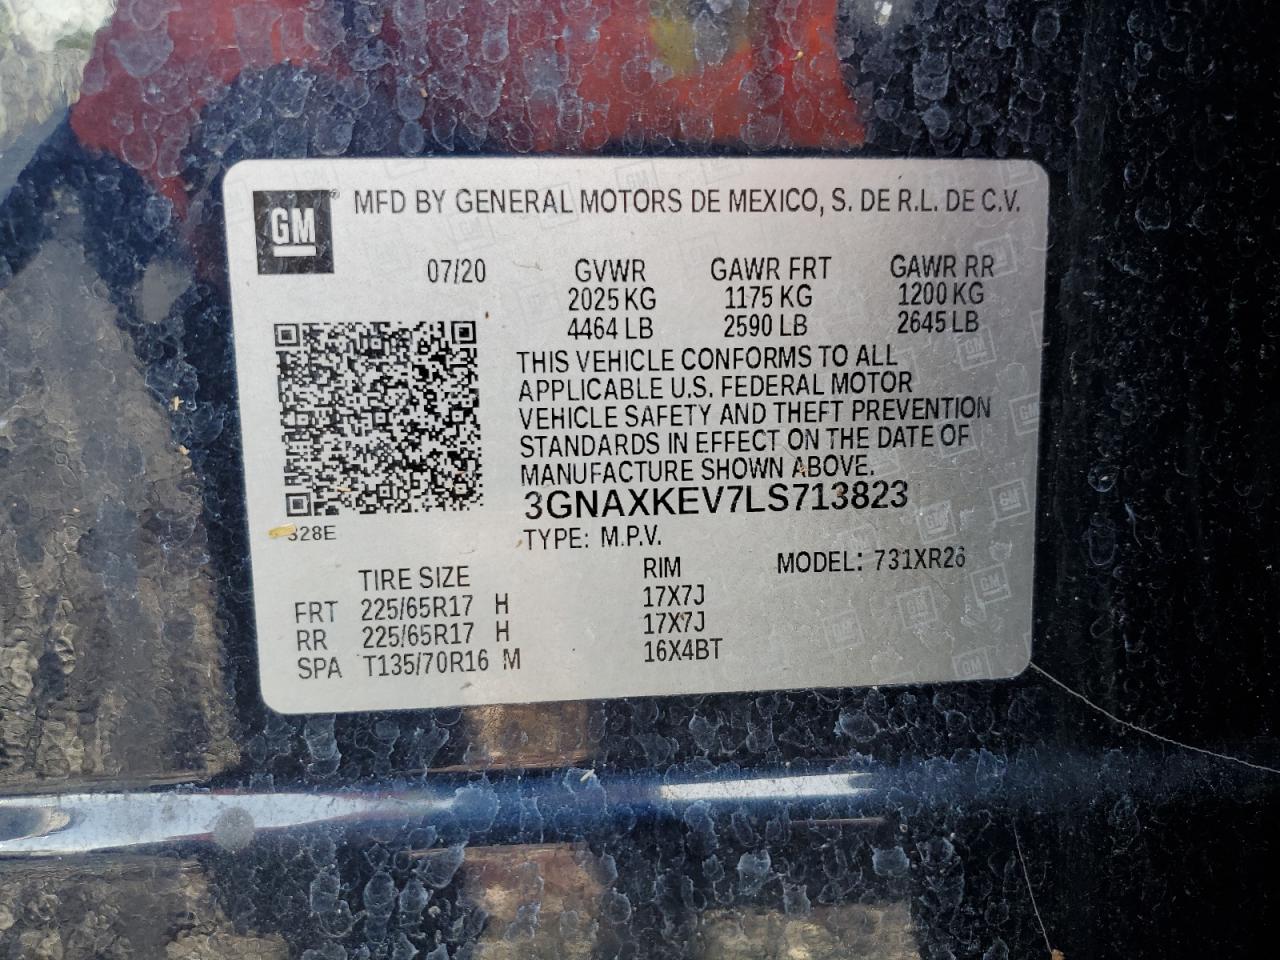 GM® MFD BY GENERAL MOTORS DE MEXICO, S. DE R.L. DE C.V.
07/20 GVWR GAWR FRT GAWR RR
2025 KG 1175 KG 1200 KG
4464 LB 2590 LB 2645 LB
THIS VEHICLE CONFORMS TO ALL
APPLICABLE U.S. FEDERAL MOTOR
VEHICLE SAFETY AND THEFT PREVENTION
STANDARDS IN EFFECT ON THE DATE OF
MANUFACTURE SHOWN ABOVE.
3GNAXKEV7LS713823
328E
TYPE: M.P.V.
TIRE SIZE RIM MODEL: 731XR26
FRT 225/65R17 H 17X7J
RR 225/65R17 H 17X7J
SPA T135/70R16 M 16X4BT